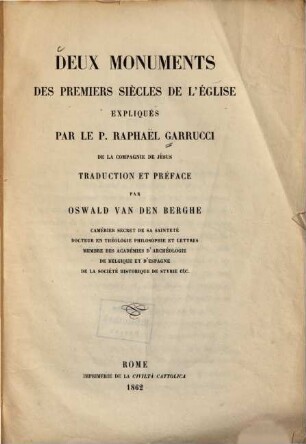 DEUX MONUMENTS
DES PREMIERS SIÈCLES DE L'ÉGLISE
EXPLIQUÉS
PAR LE P. RAPHAËL GARRUCCI
DE LA COMPAGNIE DE JÉSUS
TRADUCTION ET PRÉFACE
PAR
OSWALD VAN DEN BERGHE
CAMÉRIER SECRET DE SA SAINTETÉ
DOCTEUR EN THÉOLOGIE PHILOSOPHIE ET LETTRES
MEMBRE DES ACADÉMIES D'ARCHÉOLOGIE
DE BELGIQUE ET D'ESPAGNE
DE LA SOCIÉTÉ HISTORIQUE DE STYRIE ETC.
ROME
IMPRIMERIE DE LA CIVILTÀ CATTOLICA
1862